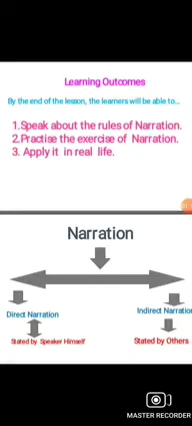 Learning Outcomes
By the end of the lesson, the learners will be able to...
1.Speak about the rules of Narration.
2.Practise the exercise of Narration.
3. Apply it in real life.
Narration
Direct Narration
Indirect Narration
Stated by Speaker Himself
Stated by Others
MASTER RECORDER